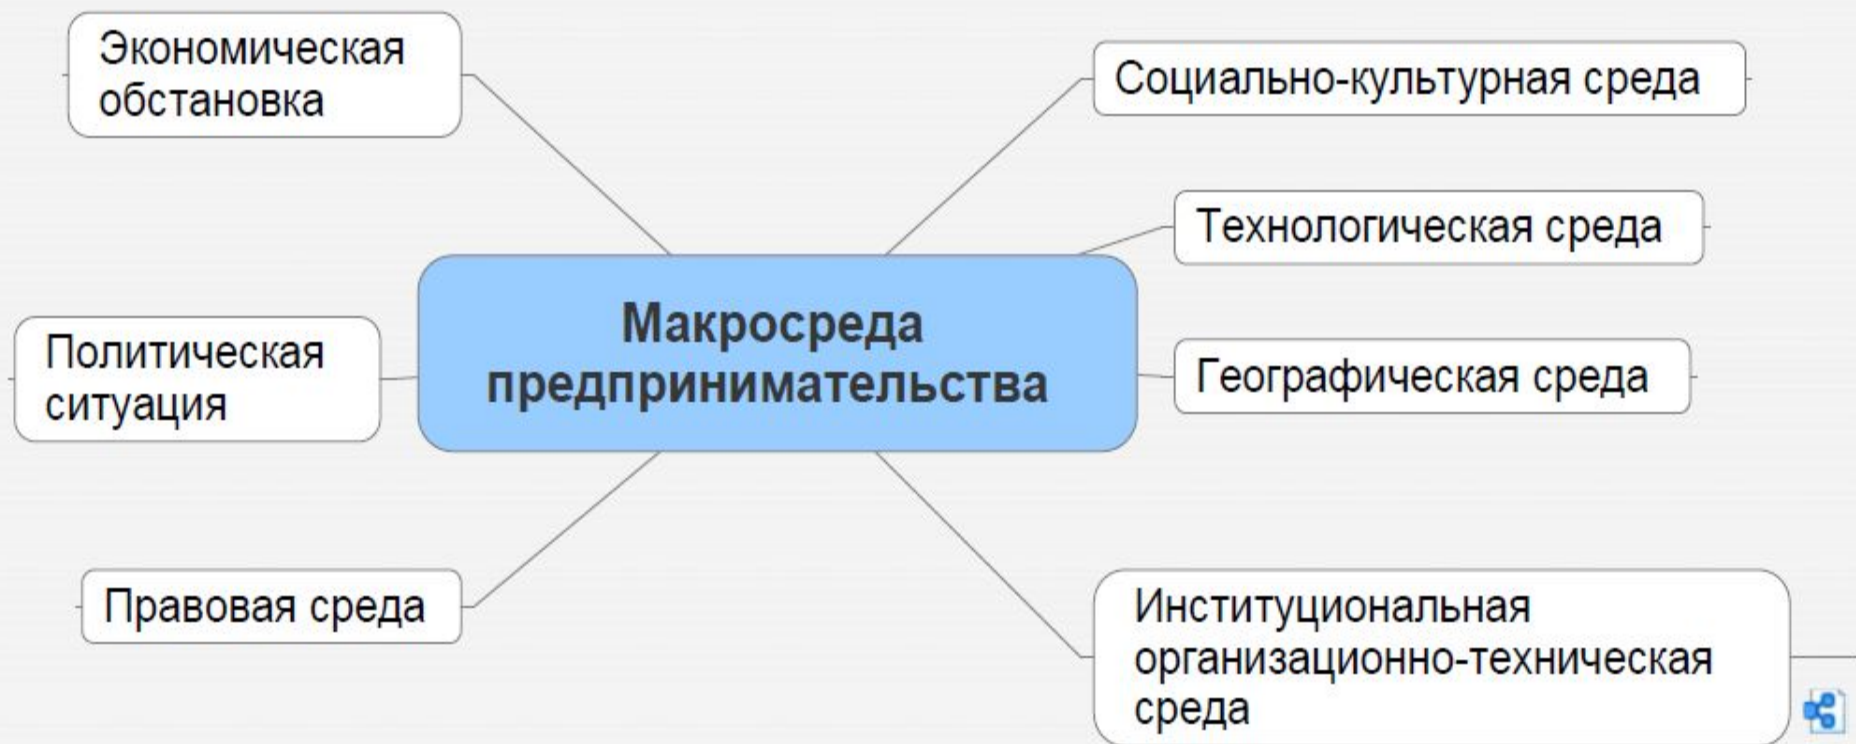 Экономическая
обстановка
Социально-культурная среда
Технологическая среда
Макросреда
предпринимательства
Политическая
ситуация
Географическая среда
Правовая среда
Институциональная
организационно-техническая
среда